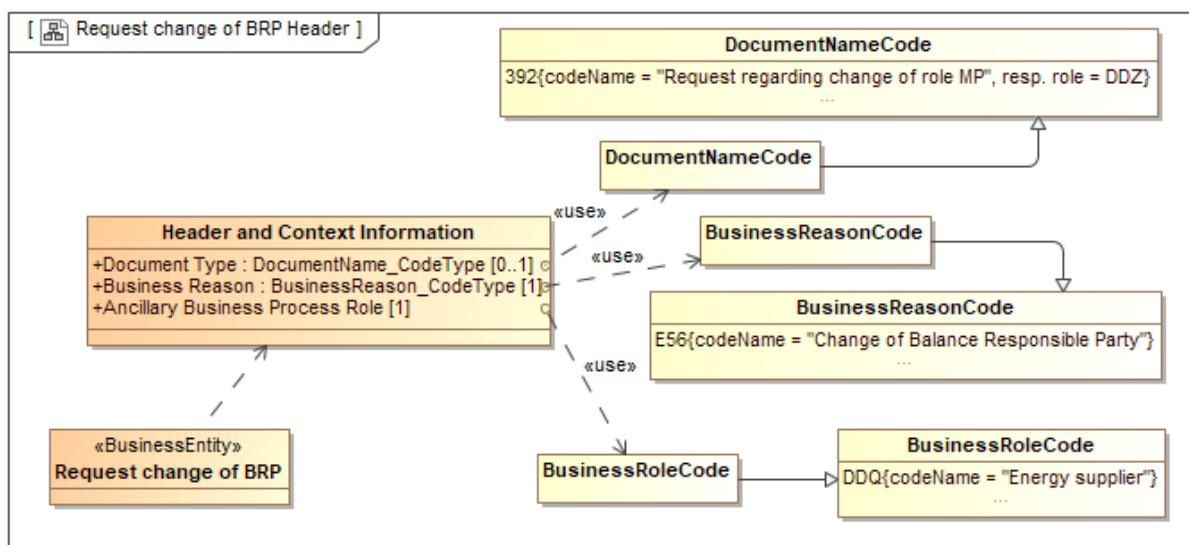 [ Request change of BRP Header ]
DocumentNameCode
392{codeName = "Request regarding change of role MP", resp. role = DDZ}
...
DocumentNameCode
«use»
Header and Context Information
+Document Type : DocumentName_CodeType [0..1]
+Business Reason : BusinessReason_CodeType [1]
+Ancillary Business Process Role [1]
BusinessReasonCode
«use»
BusinessReasonCode
E56{codeName = "Change of Balance Responsible Party"}
...
«use»
«BusinessEntity»
Request change of BRP
BusinessRoleCode
BusinessRoleCode
DDQ{codeName = "Energy supplier"}
...